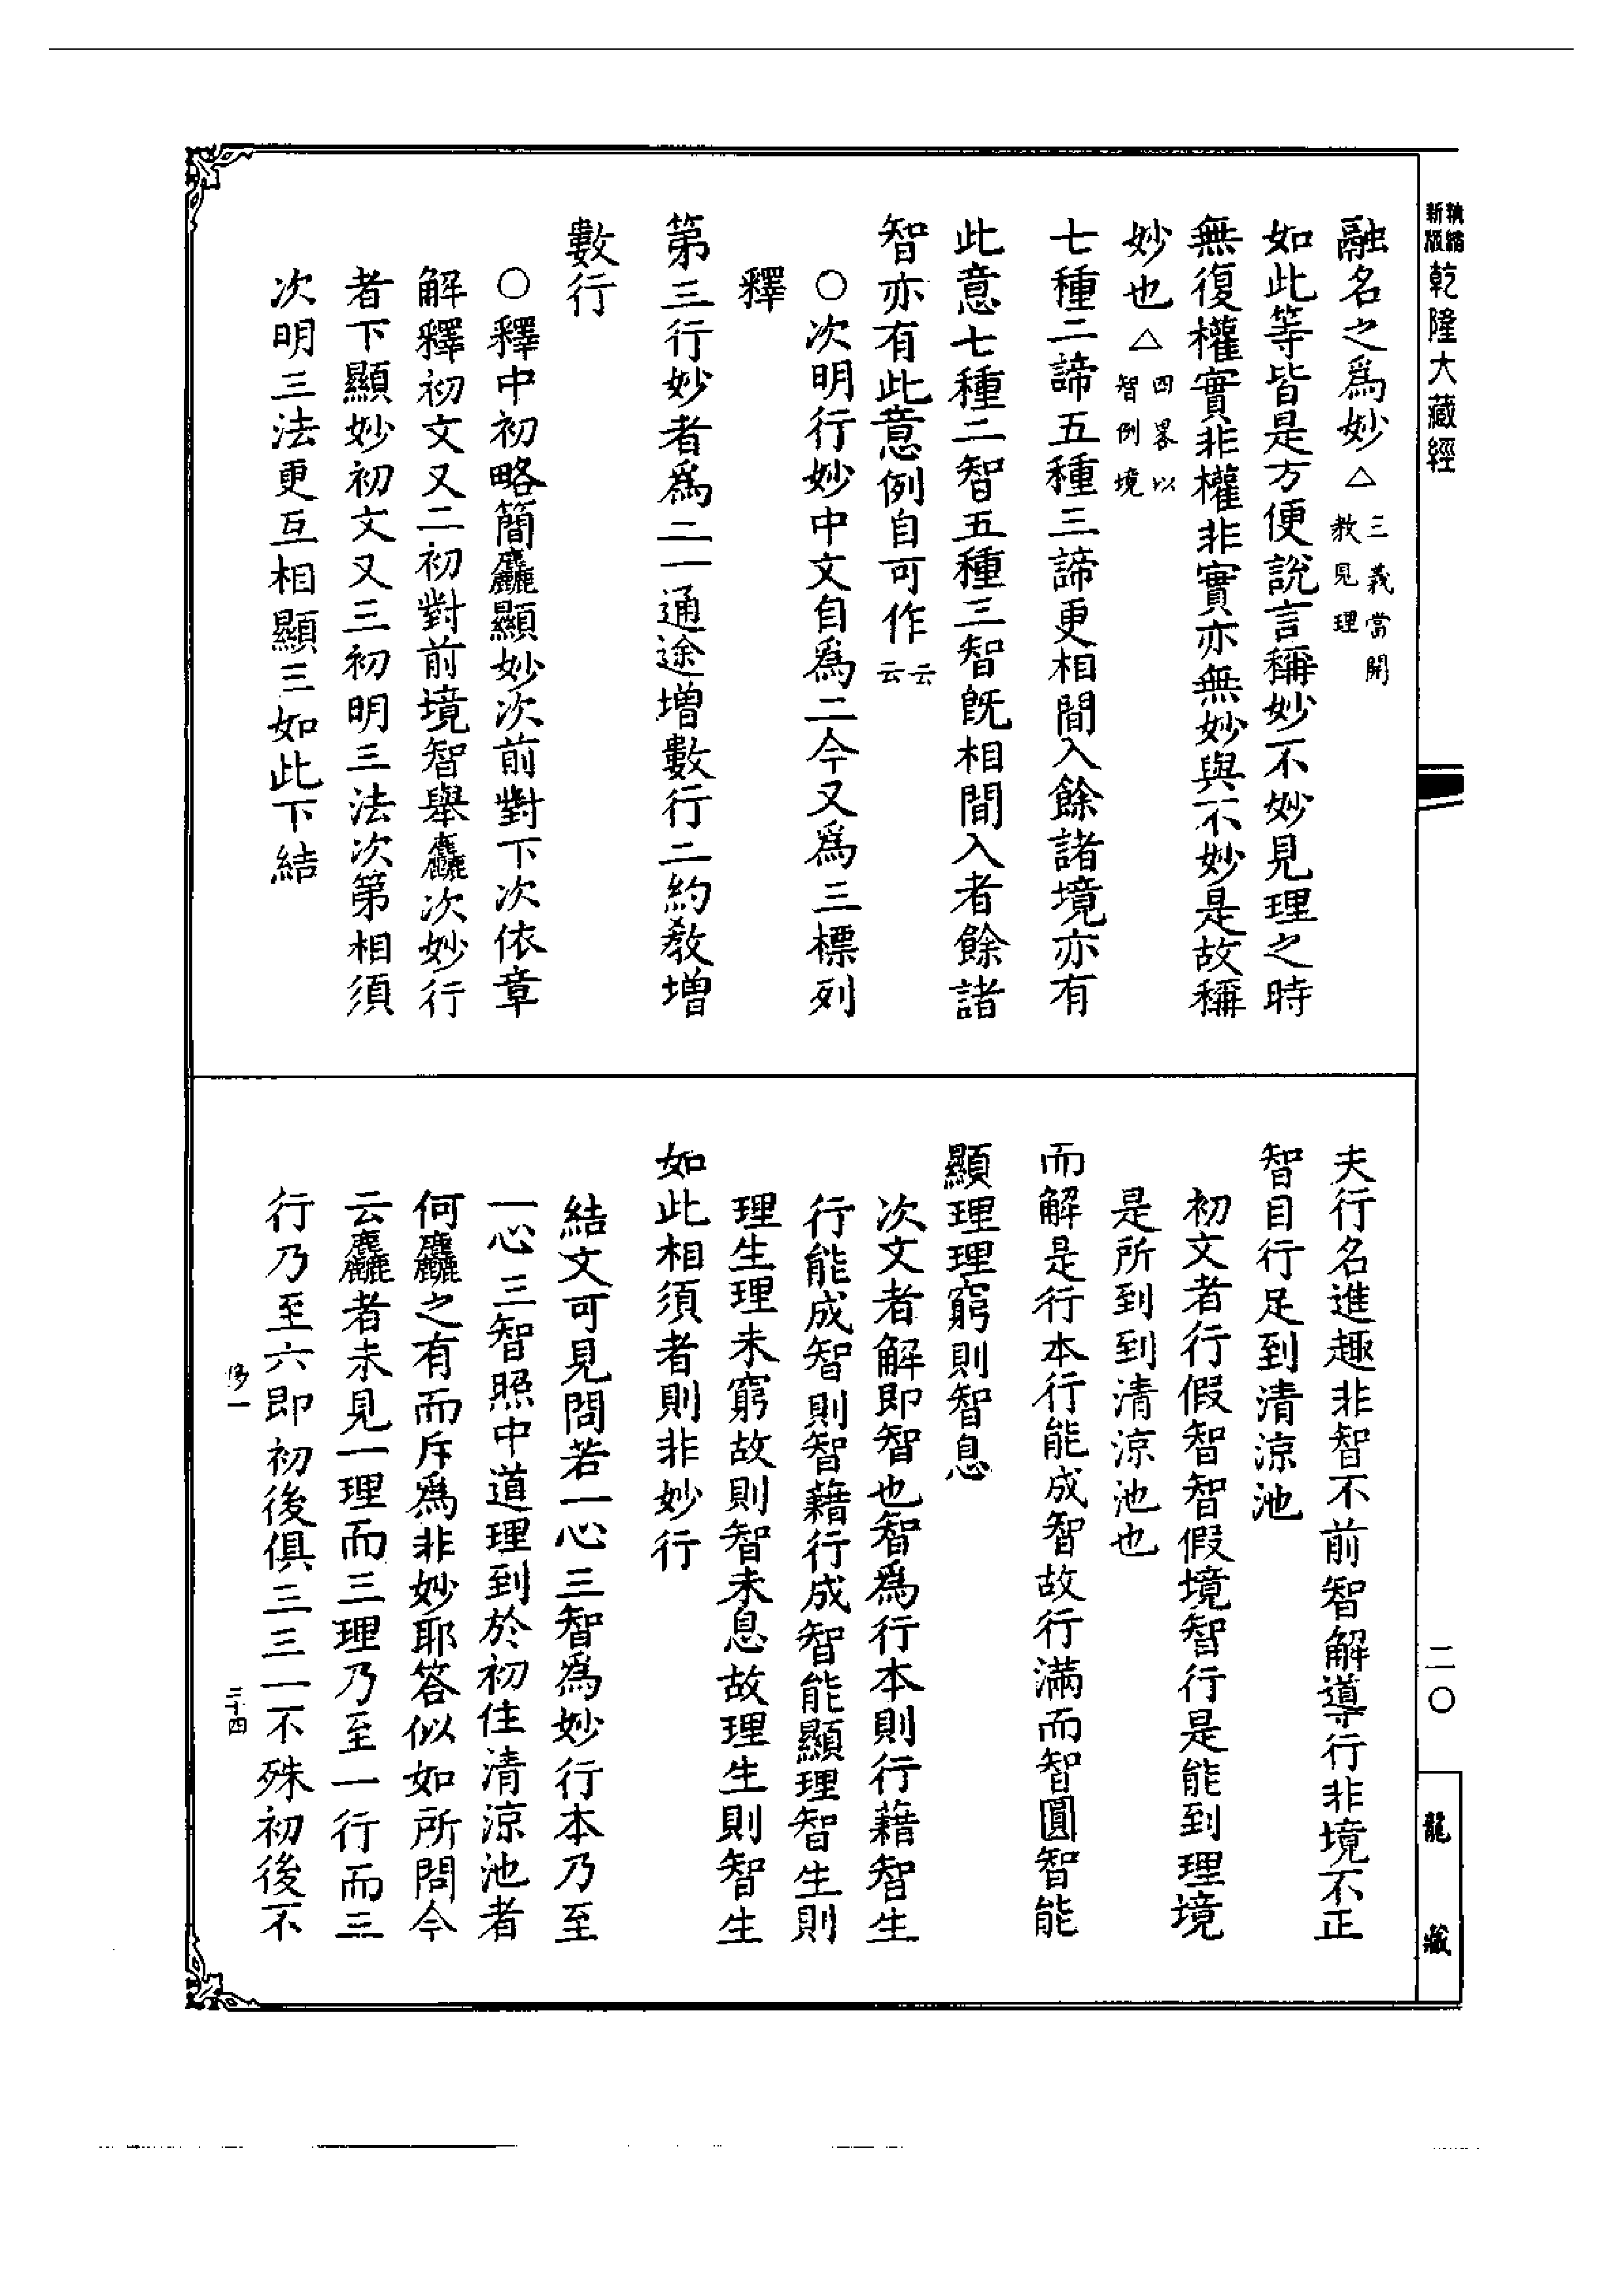 精縮新版乾隆大藏經
融名之為妙△三義當開教見理
如此等皆是方便說言稱妙不妙見理之時
無復權實非權非實亦無妙與不妙是故稱
妙也△四畧以智例境
七種二諦五種三諦更相間入餘諸境亦有
此意七種二智五種三智既相間入者餘諸
智亦有此意例自可作云云
○次明行妙中文自為二今又為三標列
釋
第三行妙者為二一通途增數行二約教增
數行
○釋中初略簡麤顯妙次前對下次依章
解釋初文又二初對前境智舉麤次妙行
者下顯妙初文又三初明三法次第相須
次明三法更互相顯三如此下結
夫行名進趣非智不前智解導行非境不正
智目行足到清涼池
初文者行假智智假境智行是能到理境
是所到到清涼池也
而解是行本行能成智故行滿而智圓智能
顯理理窮則智息
次文者解即智也智為行本則行藉智生
行能成智則智藉行成智能顯理智生則
理生理未窮故則智未息故理生則智生
如此相須者則非妙行
結文可見問若一心三智為妙行本乃至
一心三智照中道理到於初住清涼池者
何麤之有而斥為非妙耶答似如所問今
云麤者未見一理而三理乃至一行而三
行乃至六即初後俱三三一不殊初後不
三十四
二〇
龍藏